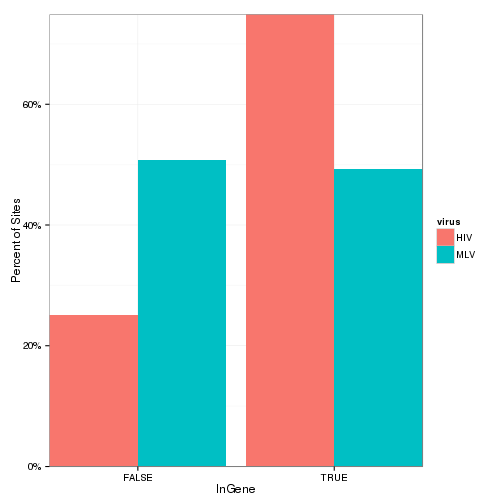 60%
40%
20%
0%
Percent of Sites
FALSE
TRUE
InGene
virus
HIV
MLV